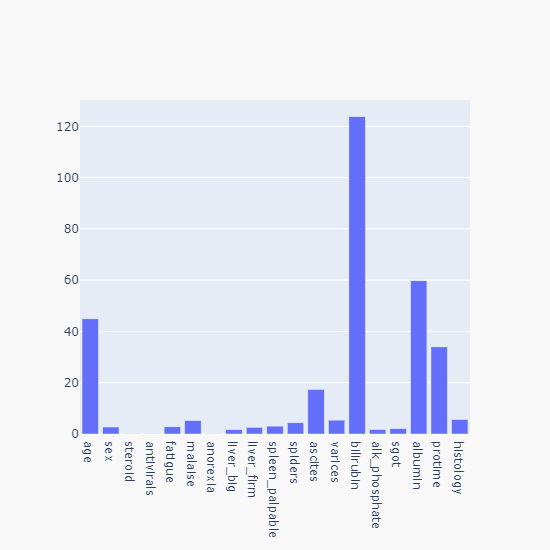 120
100
80
60
40
20
0
age
sex
steroid
antivirals
fatigue
malaise
anorexia
liver_big
liver_firm
spleen_palpable
spiders
ascites
varices
bilirubin
alk_phosphate
sgot
albumin
protime
histology